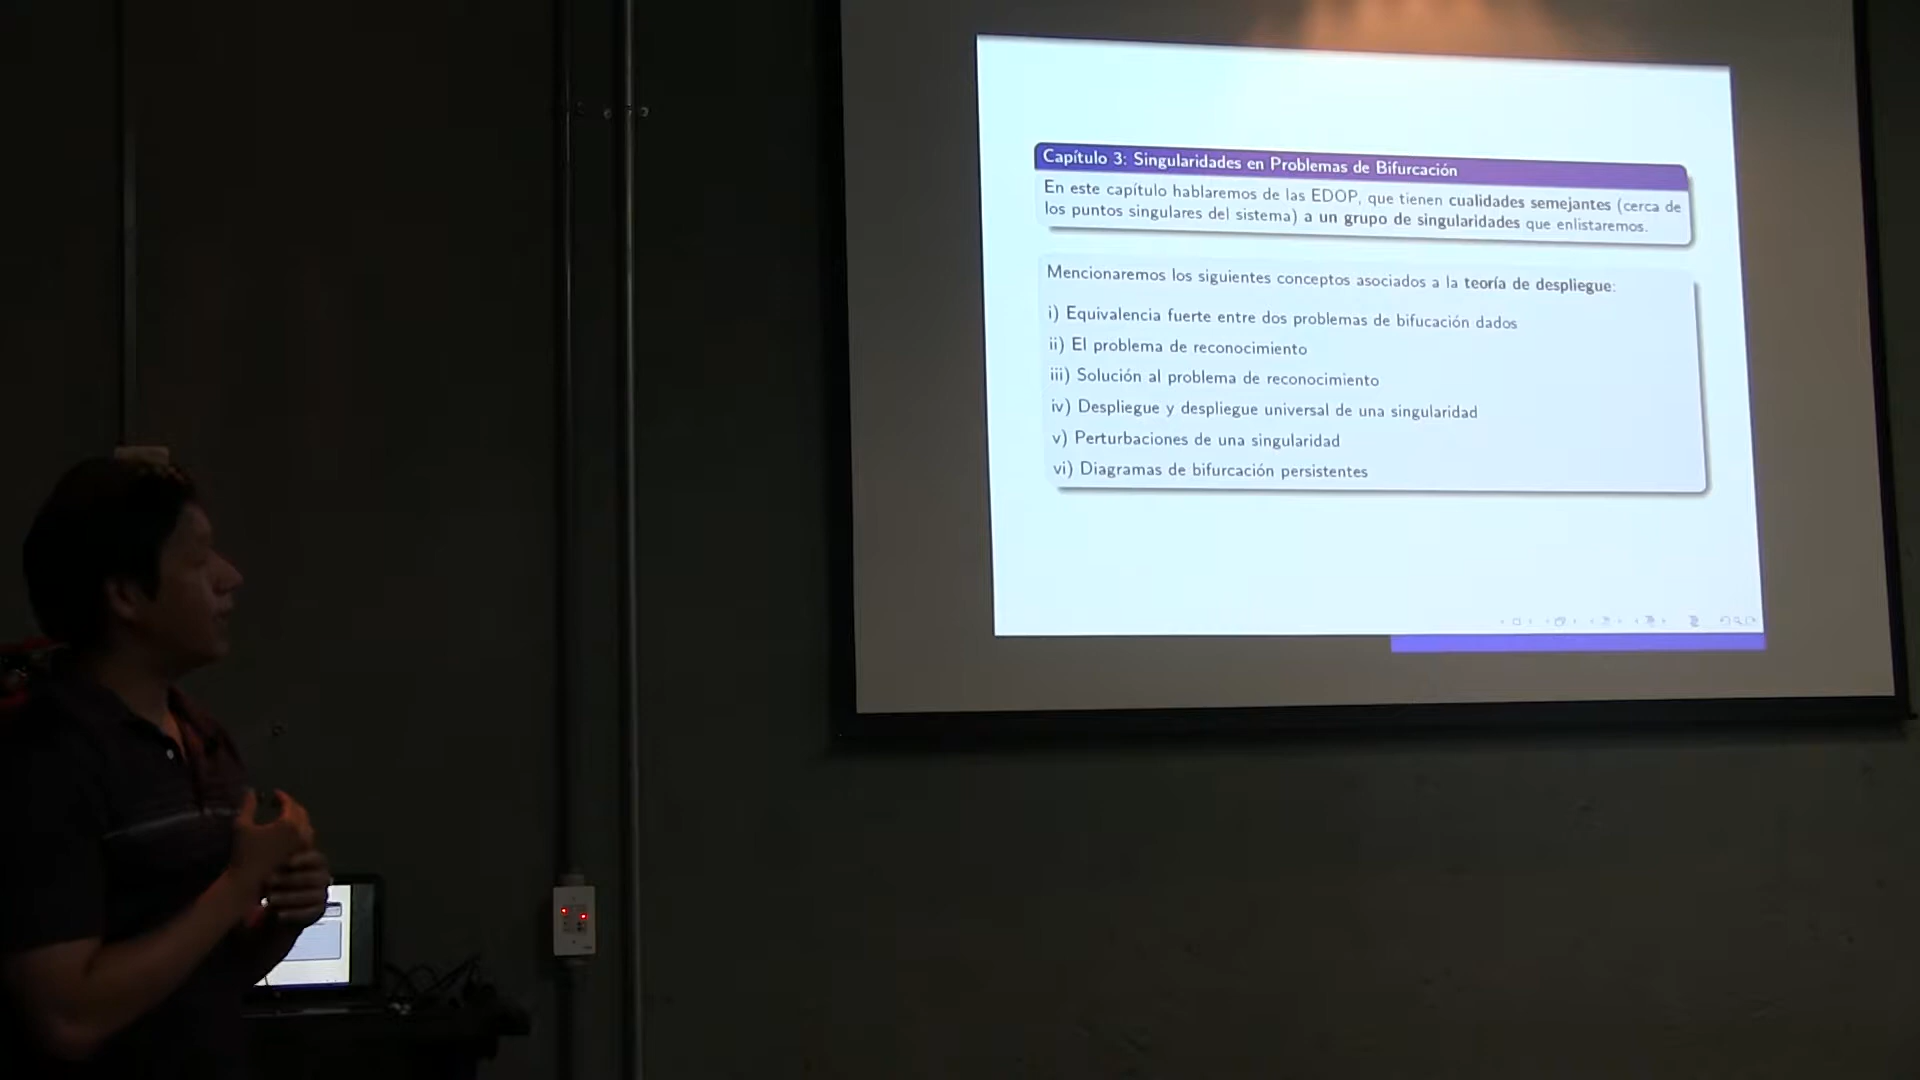 Capítulo 3: Singularidades en Problemas de Bifurcación
En este capítulo hablaremos de las EDOP, que tienen cualidades semejantes (cerca de
los puntos singulares del sistema) a un grupo de singularidades que enlistaremos.
Mencionaremos los siguientes conceptos asociados a la teoría de despliegue:
i) Equivalencia fuerte entre dos problemas de bifucación dados
ii) El problema de reconocimiento
iii) Solución al problema de reconocimiento
iv) Despliegue y despliegue universal de una singularidad
v) Perturbaciones de una singularidad
vi) Diagramas de bifurcación persistentes